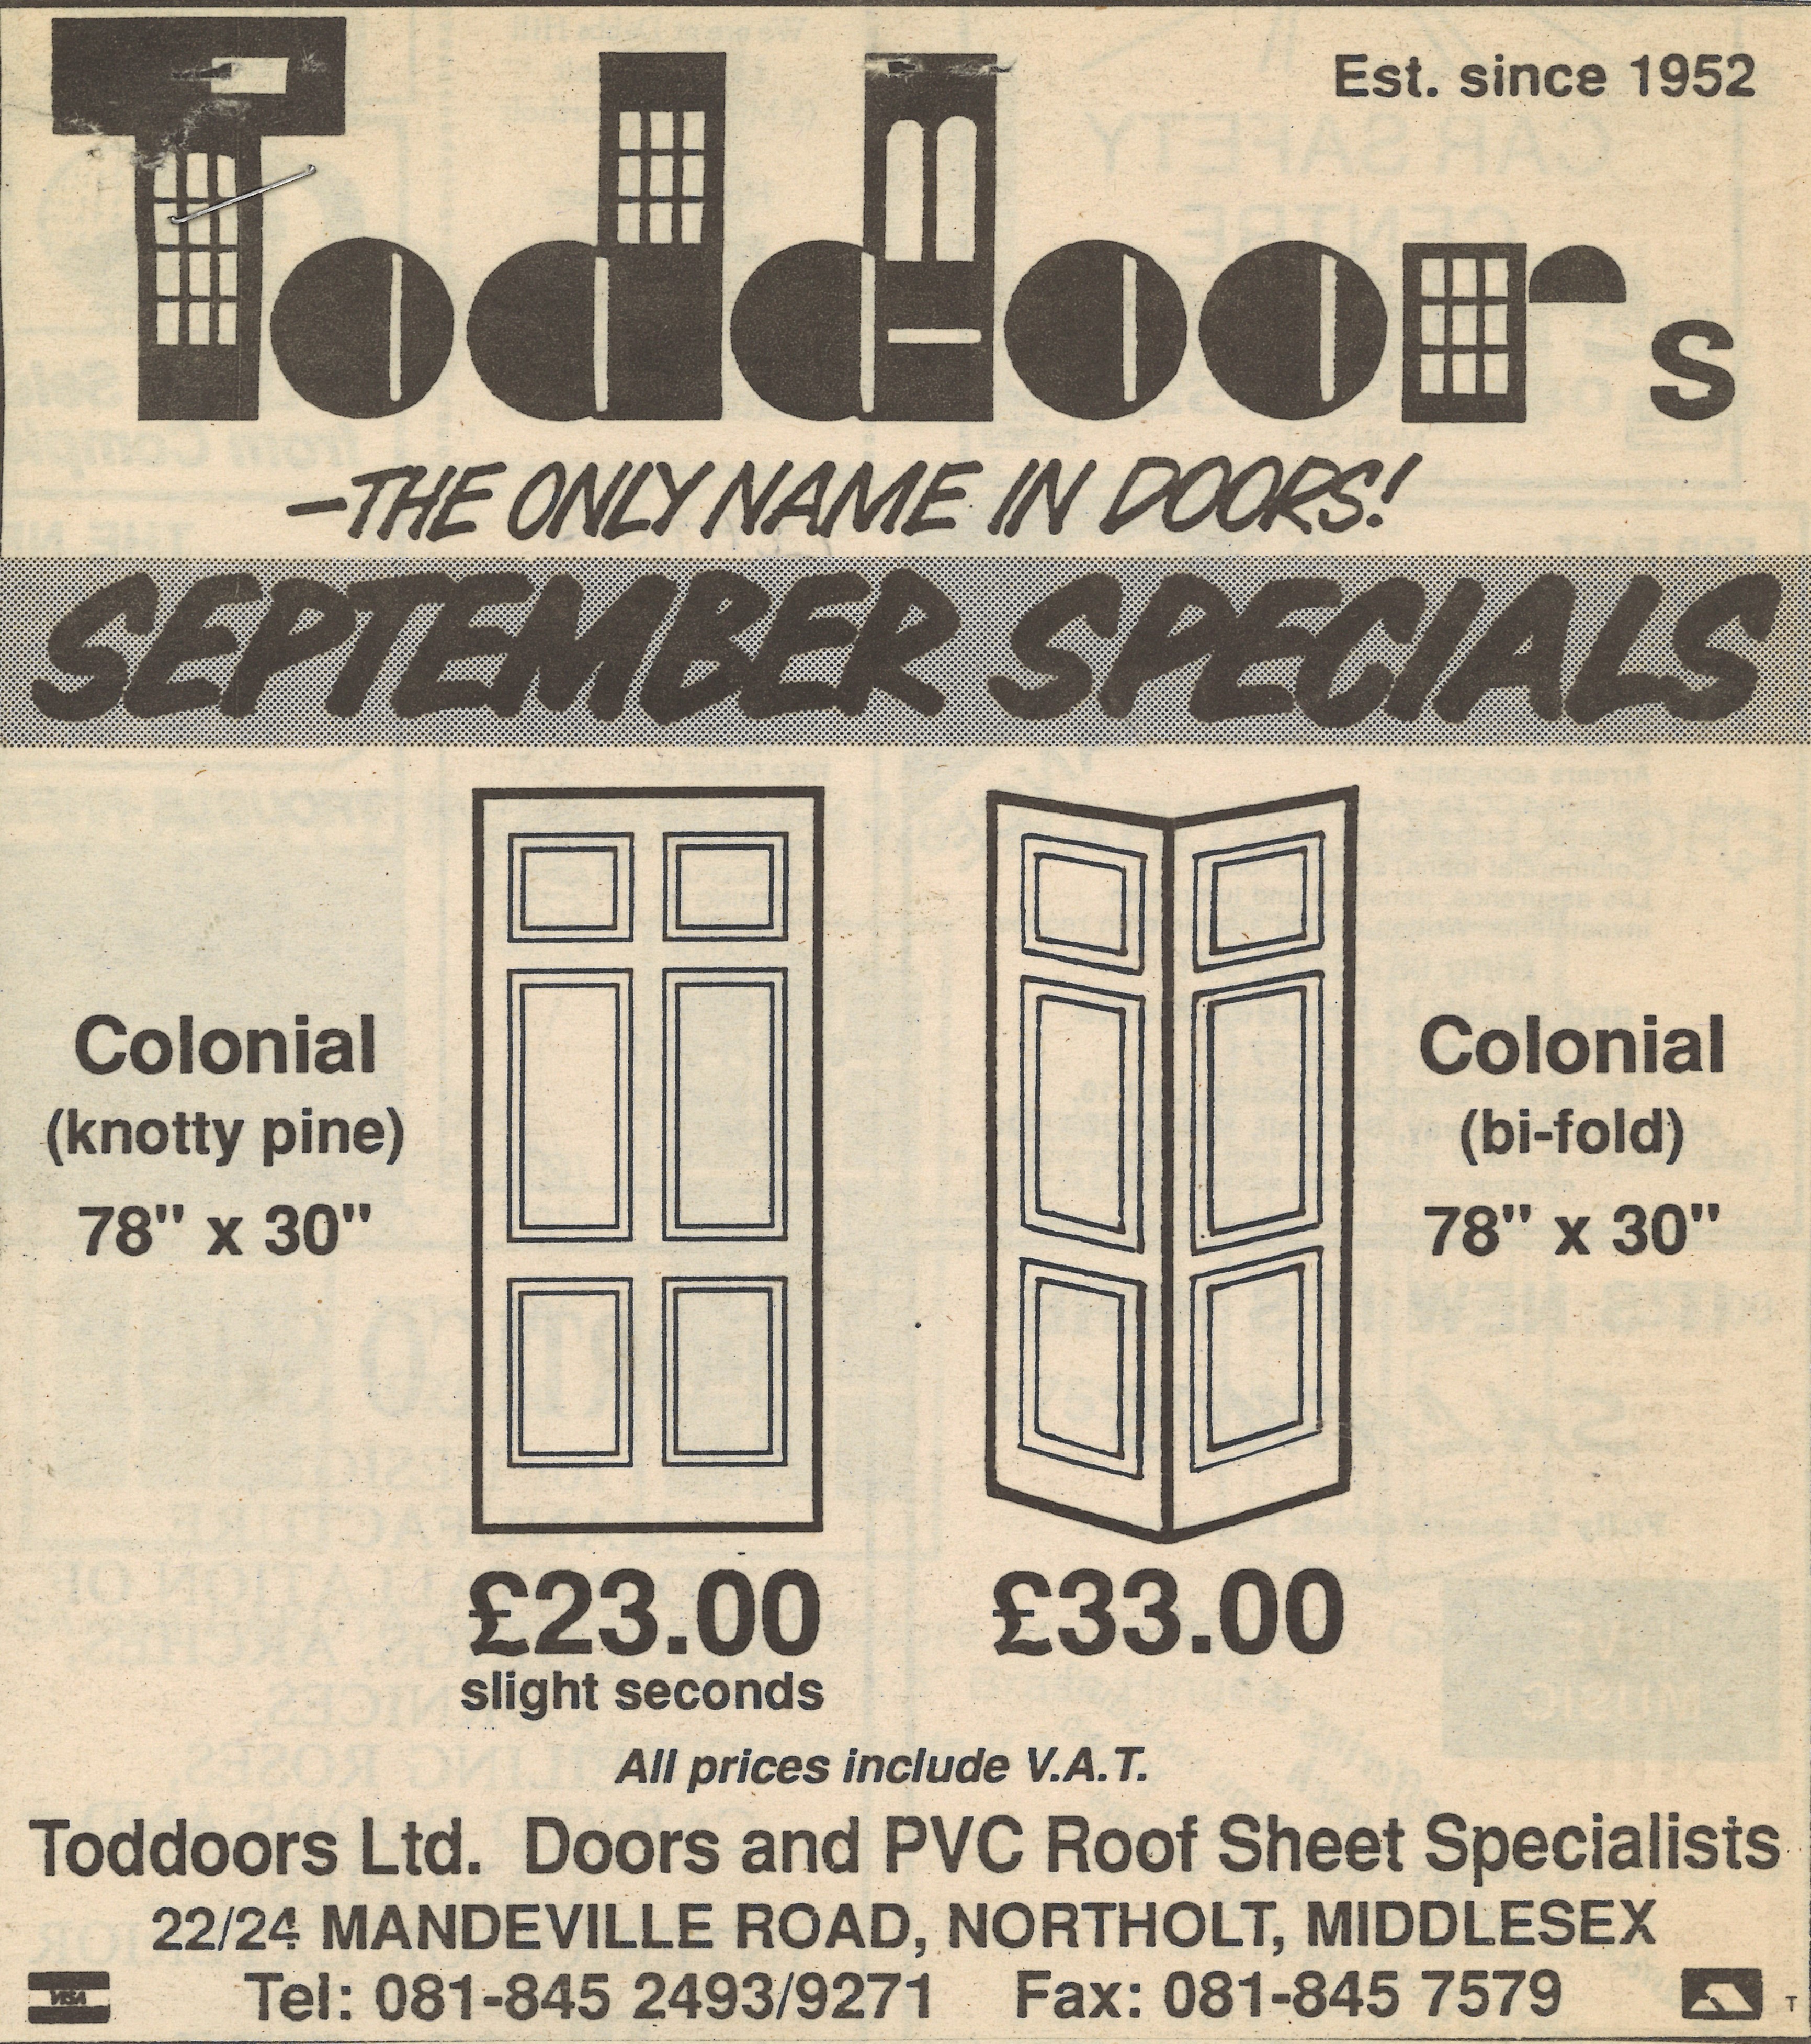 Toddoors
Est. since 1952
–THE ONLY NAME IN DOORS!
SEPTEMBER SPECIALS
Colonial
(knotty pine)
78" x 30"
Colonial
(bi-fold)
78" x 30"
£23.00
slight seconds
£33.00
All prices include V.A.T.
Toddoors Ltd. Doors and PVC Roof Sheet Specialists
22/24 MANDEVILLE ROAD, NORTHOLT, MIDDLESEX
VISA
Tel: 081-845 2493/9271 Fax: 081-845 7579
T